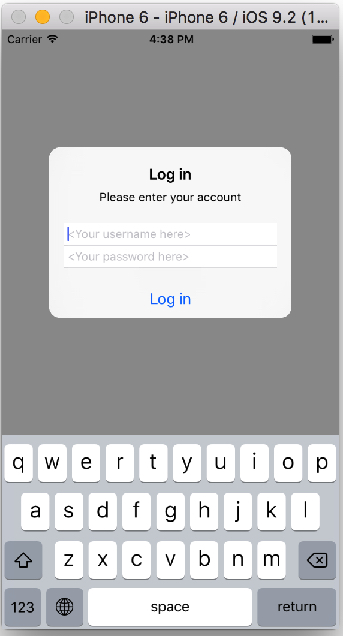 iPhone 6 - iPhone 6 / iOS 9.2 (1...
Carrier 4:38 PM
Log in
Please enter your account
<Your username here>
<Your password here>
Log in
q w e r t y u i o p
a s d f g h j k l
z x c v b n m
123 space return